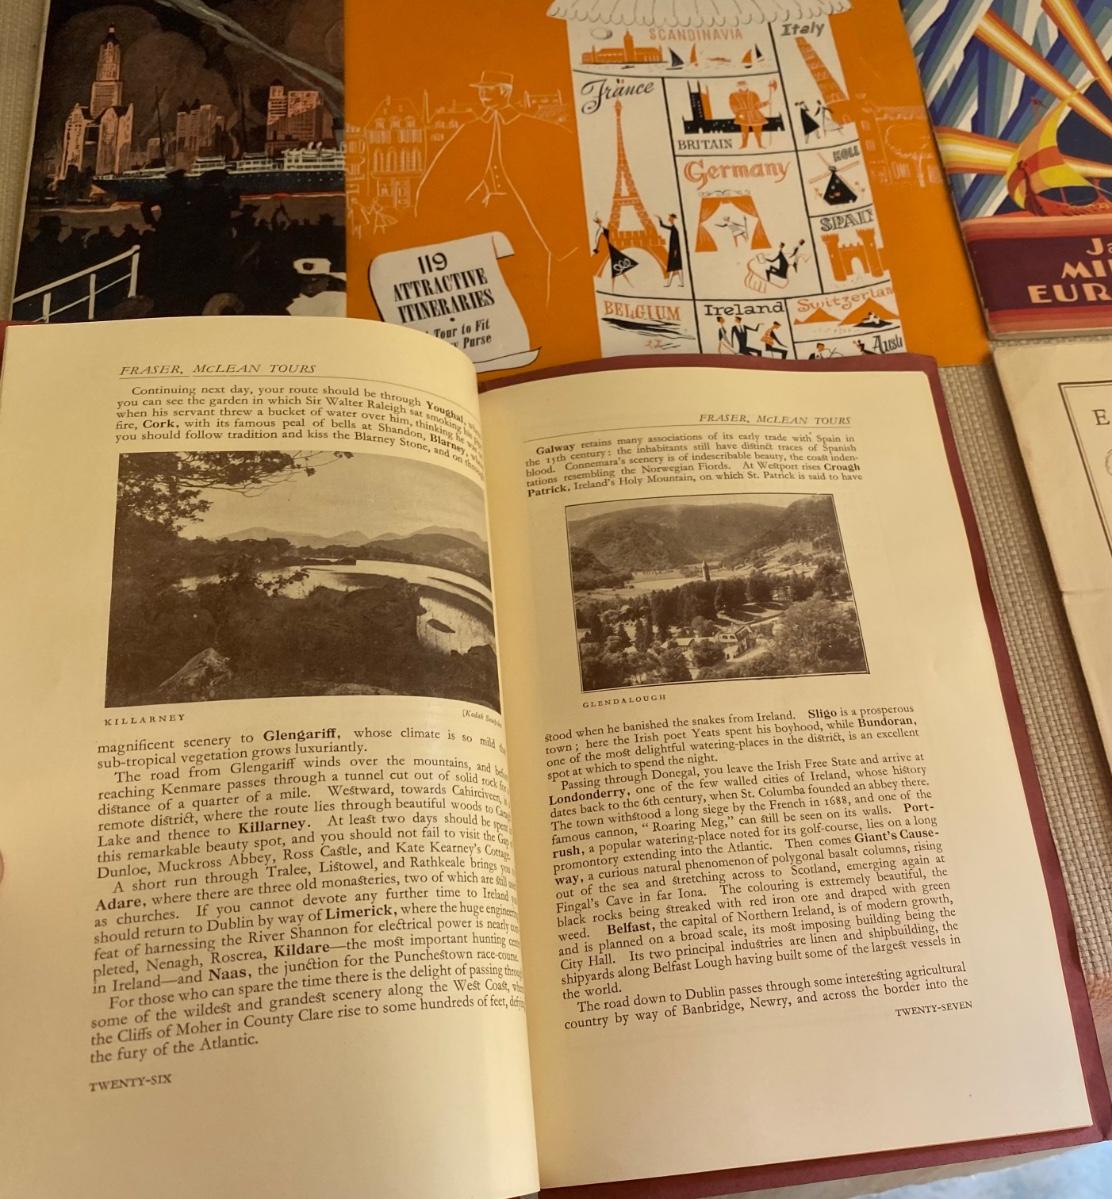 SCANDINAVIA
Italy
France
BRITAIN
HOLL
Germany
SPAIN
119
ATTRACTIVE
ITINERARIES
Tour to Fit
Purse
BELGIUM
Ireland
Switzerlan
Aust
Ja
MI
EUR
E
FRASER, McLEAN TOURS
Continuing next day, your route should be through Youghal,
you can see the garden in which Sir Walter Raleigh sat smoking
when his servant threw a bucket of water over him, thinking he
fire, Cork, with its famous peal of bells at Shandon, Blarney,
you should follow tradition and kiss the Blarney Stone, and on
KILLARNEY
[Kodak
magnificent scenery to Glengariff, whose climate is so mild
sub-tropical vegetation grows luxuriantly.
The road from Glengariff winds over the mountains, and
reaching Kenmare passes through a tunnel cut out of solid rock
distance of a quarter of a mile. Westward, towards Cahirciveen,
remote district, where the route lies through beautiful woods to
Lake and thence to Killarney. At least two days should be
this remarkable beauty spot, and you should not fail to visit the
Dunloe, Muckross Abbey, Ross Castle, and Kate Kearney's Cottage.
A short run through Tralee, Listowel, and Rathkeale brings
Adare, where there are three old monasteries, two of which are still
as churches. If you cannot devote any further time to Ireland
should return to Dublin by way of Limerick, where the huge
feat of harnessing the River Shannon for electrical power is nearly
pleted, Nenagh, Roscrea, Kildare—the most important hunting
in Ireland—and Naas, the junction for the Punchestown race-course.
For those who can spare the time there is the delight of passing
some of the wildest and grandest scenery along the West Coast,
the Cliffs of Moher in County Clare rise to some hundreds of feet,
the fury of the Atlantic.
TWENTY-SIX
FRASER, McLEAN TOURS
Galway retains many associations of its early trade with Spain in
the 15th century: the inhabitants still have distinct traces of Spanish
blood. Connemara's scenery is of indescribable beauty, the coast inden-
tations resembling the Norwegian Fiords. At Westport rises Croagh
Patrick, Ireland's Holy Mountain, on which St. Patrick is said to have
GLENDALOUGH
stood when he banished the snakes from Ireland. Sligo is a prosperous
town; here the Irish poet Yeats spent his boyhood, while Bundoran,
one of the most delightful watering-places in the district, is an excellent
spot at which to spend the night.
Passing through Donegal, you leave the Irish Free State and arrive at
Londonderry, one of the few walled cities of Ireland, whose history
dates back to the 6th century, when St. Columba founded an abbey there.
The town withstood a long siege by the French in 1688, and one of the
famous cannon, "Roaring Meg," can still be seen on its walls. Port-
rush, a popular watering-place noted for its golf-course, lies on a long
promontory extending into the Atlantic. Then comes Giant's Cause-
way, a curious natural phenomenon of polygonal basalt columns, rising
out of the sea and stretching across to Scotland, emerging again at
Fingal's Cave in far Iona. The colouring is extremely beautiful, the
black rocks being streaked with red iron ore and draped with green
weed. Belfast, the capital of Northern Ireland, is of modern growth,
and is planned on a broad scale, its most imposing building being the
City Hall. Its two principal industries are linen and shipbuilding, the
shipyards along Belfast Lough having built some of the largest vessels in
the world.
The road down to Dublin passes through some interesting agricultural
country by way of Banbridge, Newry, and across the border into the
TWENTY-SEVEN